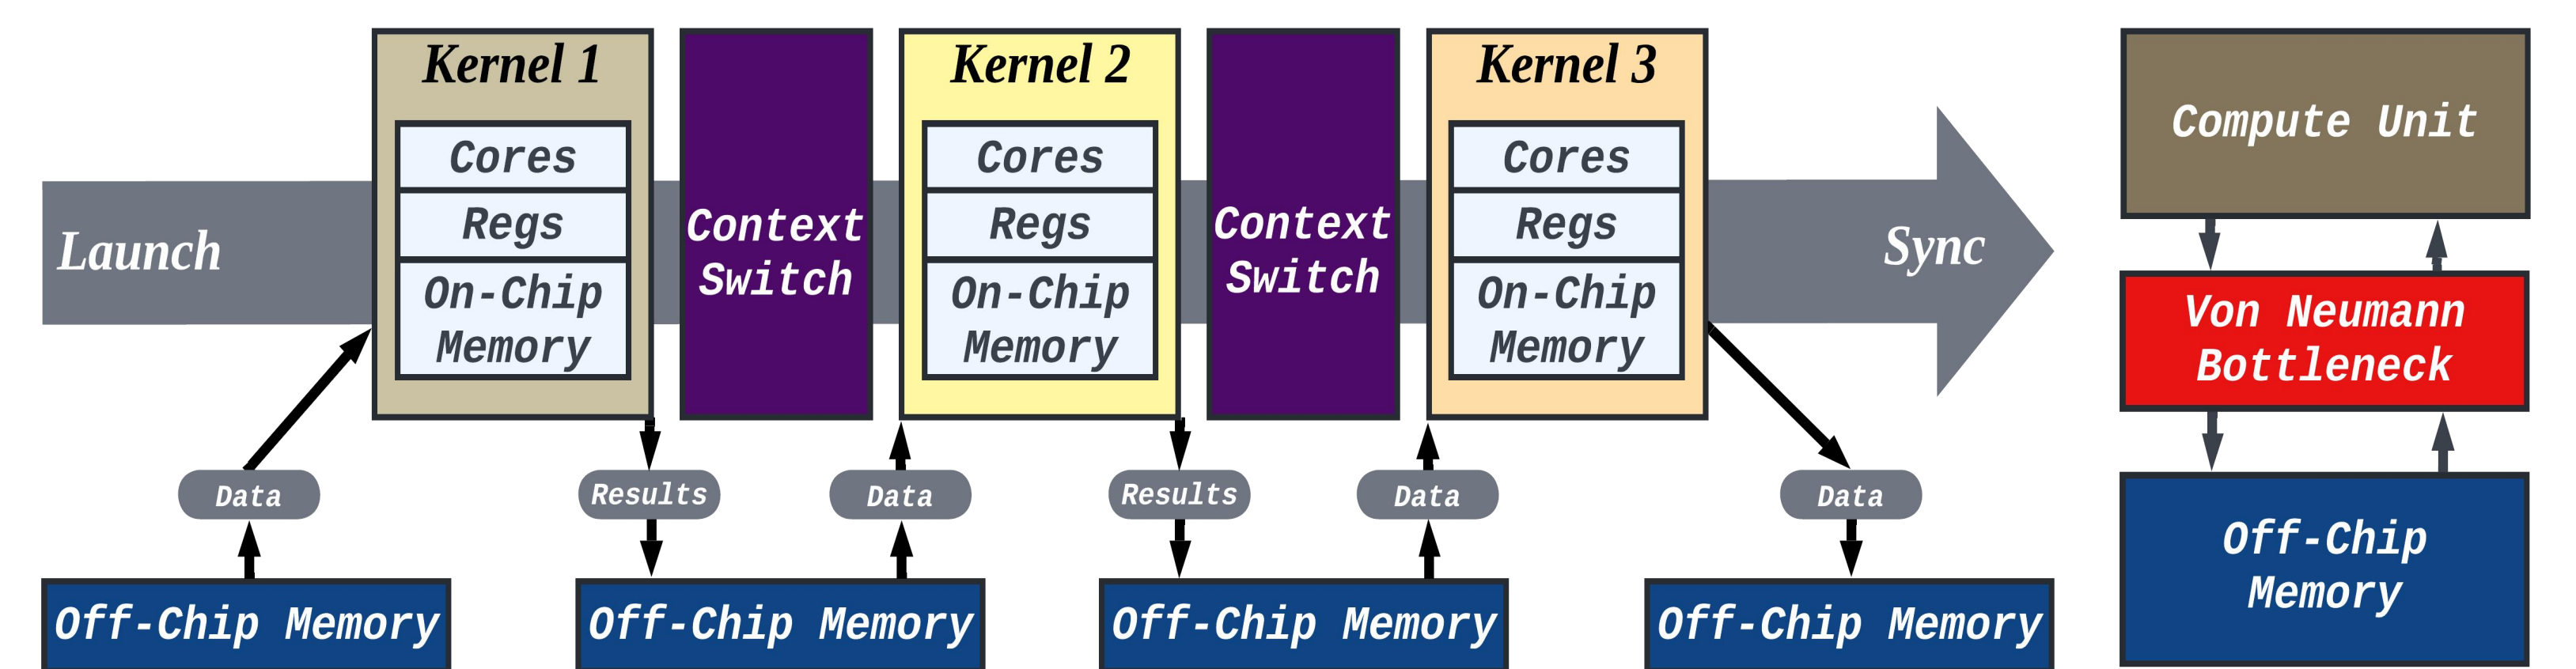 Launch
Kernel 1
Cores
Regs
On-Chip
Memory
Context
Switch
Kernel 2
Cores
Regs
On-Chip
Memory
Context
Switch
Kernel 3
Cores
Regs
On-Chip
Memory
Sync
Data
Results
Data
Results
Data
Data
Off-Chip Memory
Off-Chip Memory
Off-Chip Memory
Off-Chip Memory
Compute Unit
Von Neumann
Bottleneck
Off-Chip
Memory